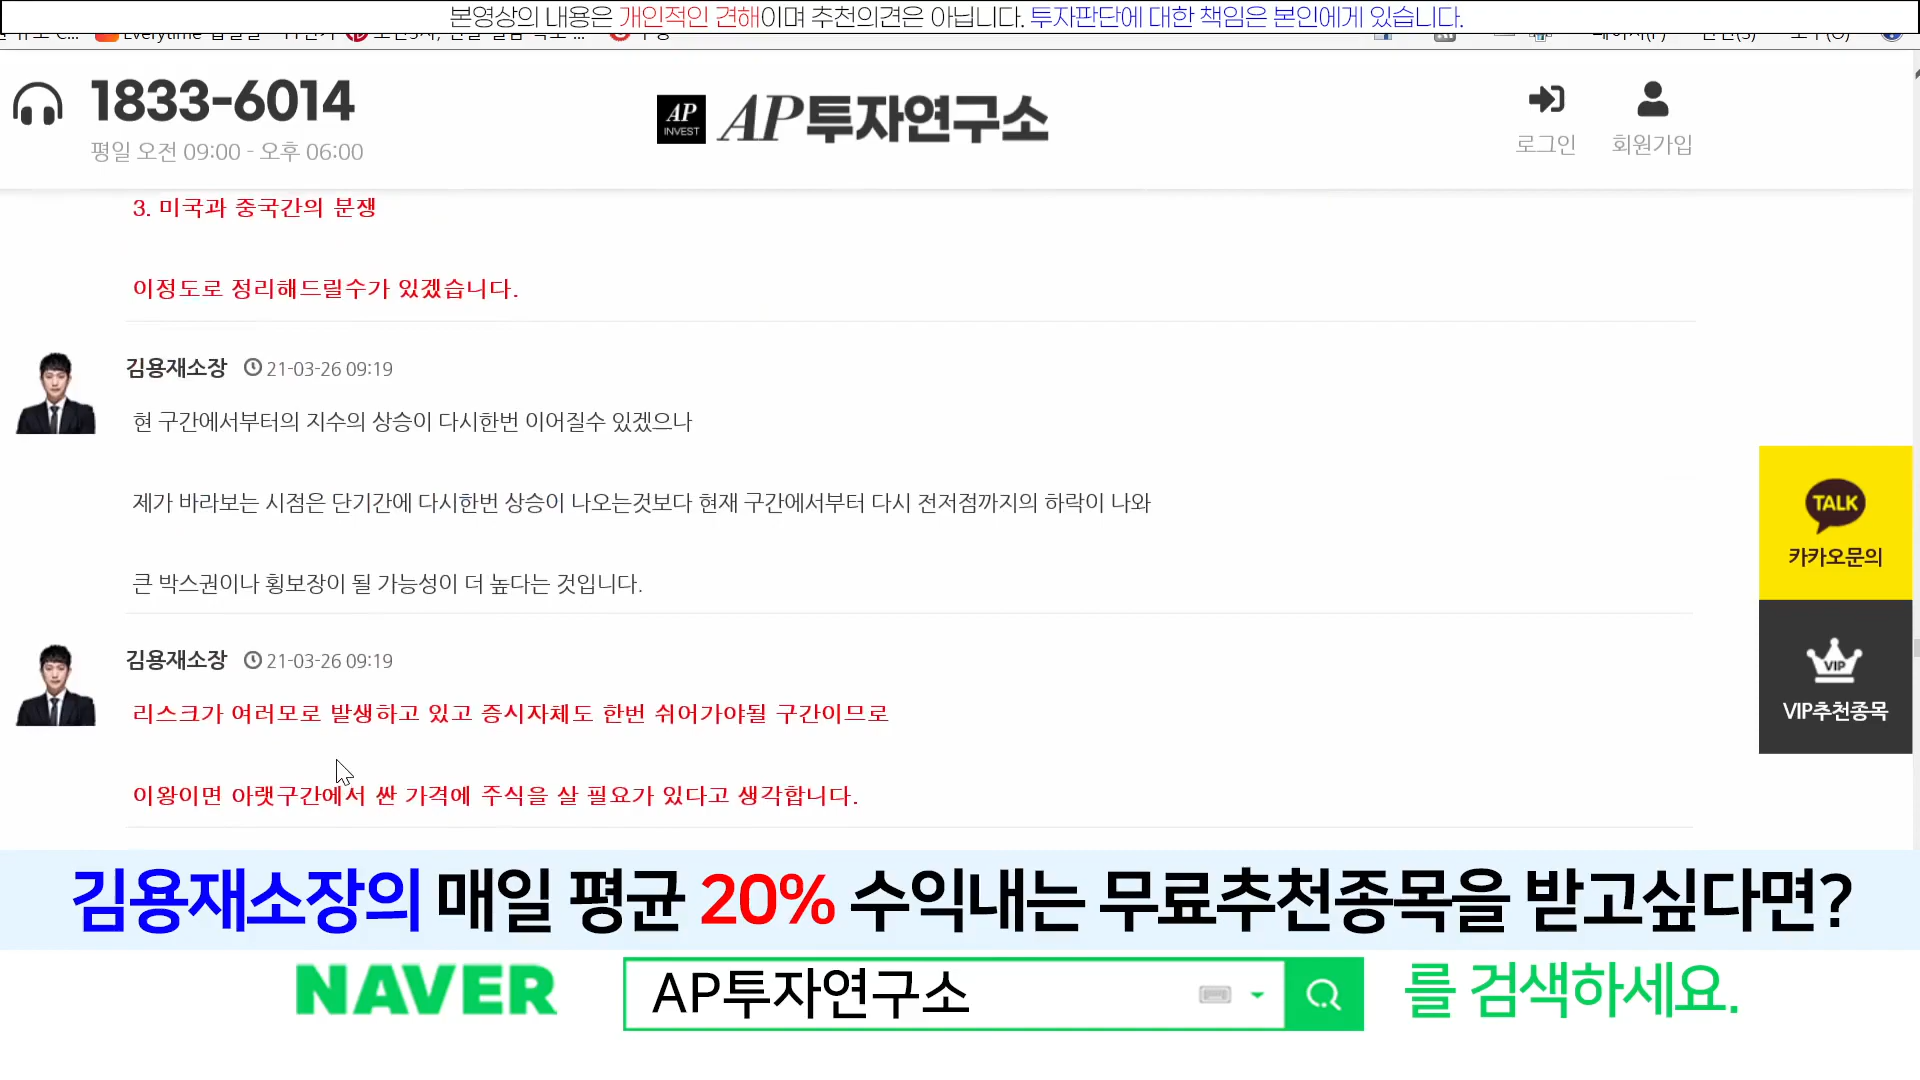 본영상의 내용은 개인적인 견해이며 추천의견은 아닙니다. 투자판단에 대한 책임은 본인에게 있습니다.
1833-6014
평일 오전 09:00 - 오후 06:00
AP
INVEST
AP투자연구소
로그인
회원가입
3. 미국과 중국간의 분쟁
이정도로 정리해드릴수가 있겠습니다.
김용재소장 21-03-26 09:19
현 구간에서부터의 지수의 상승이 다시한번 이어질수 있겠으나
제가 바라보는 시점은 단기간에 다시한번 상승이 나오는것보다 현재 구간에서부터 다시 전저점까지의 하락이 나와
큰 박스권이나 횡보장이 될 가능성이 더 높다는 것입니다.
TALK
카카오문의
김용재소장 21-03-26 09:19
리스크가 여러모로 발생하고 있고 증시자체도 한번 쉬어가야될 구간이므로
이왕이면 아랫구간에서 싼 가격에 주식을 살 필요가 있다고 생각합니다.
VIP
VIP추천종목
김용재소장의 매일 평균 20% 수익내는 무료추천종목을 받고싶다면?
NAVER AP투자연구소 를 검색하세요.